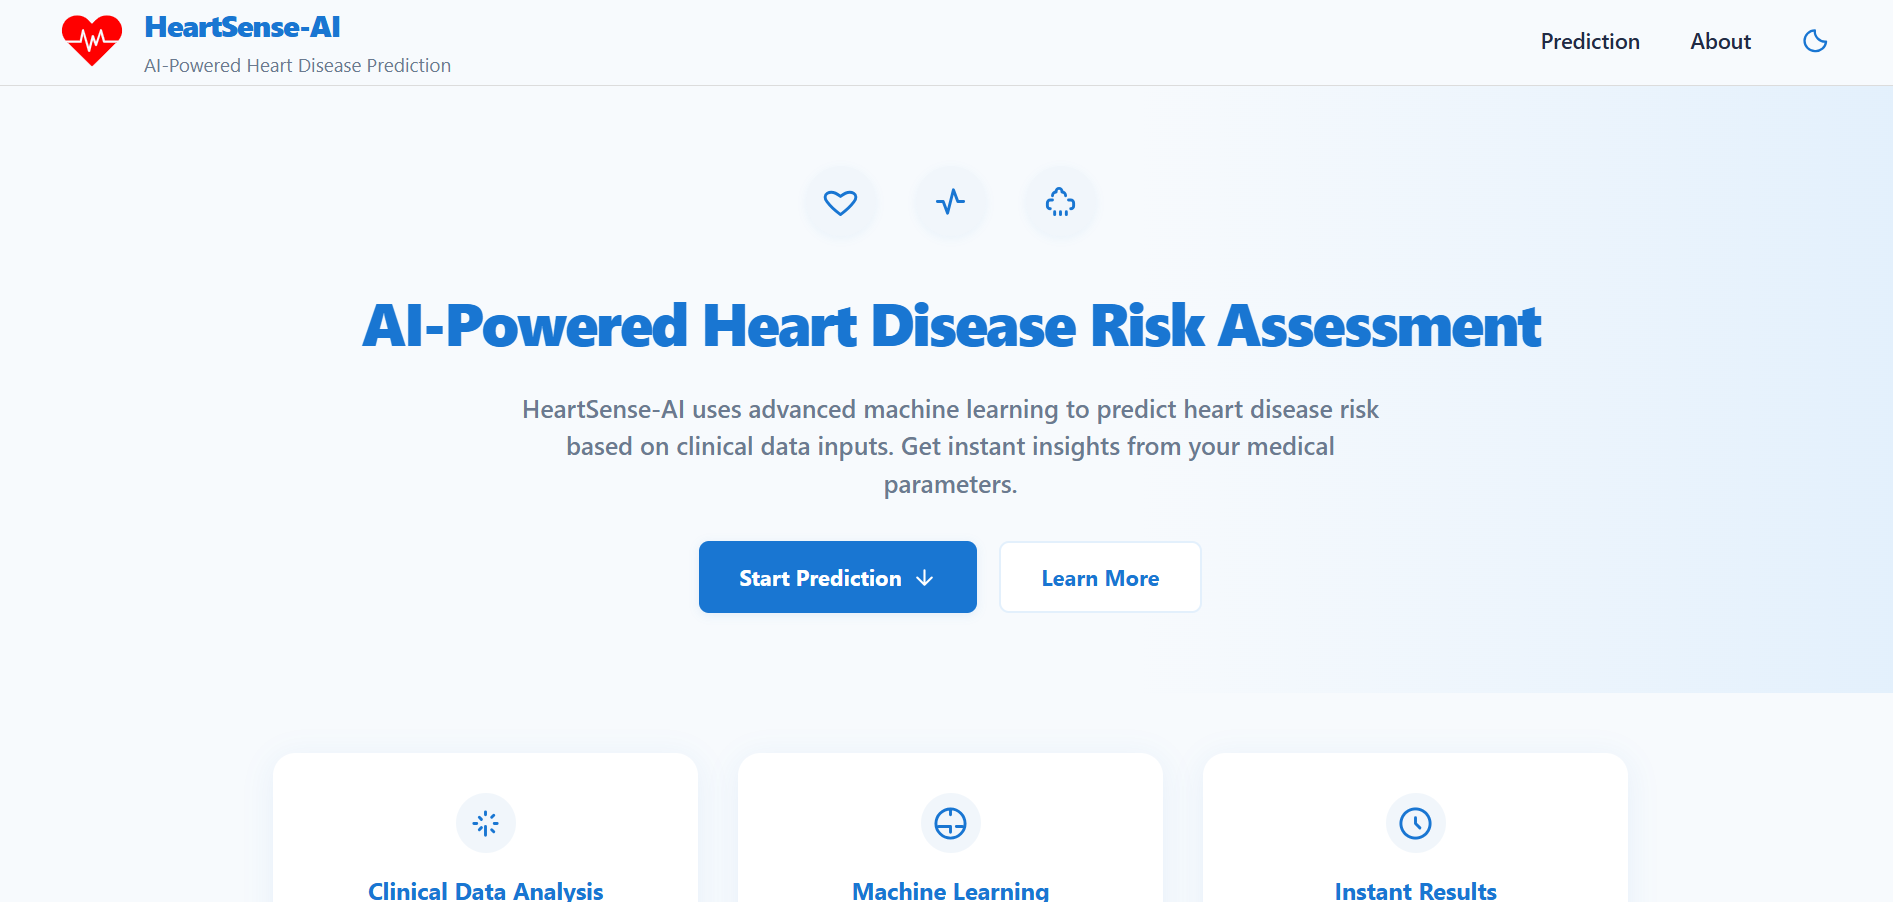 HeartSense-AI
AI-Powered Heart Disease Prediction
Prediction
About
AI-Powered Heart Disease Risk Assessment
HeartSense-AI uses advanced machine learning to predict heart disease risk
based on clinical data inputs. Get instant insights from your medical
parameters.
Start Prediction
Learn More
Clinical Data Analysis
Machine Learning
Instant Results